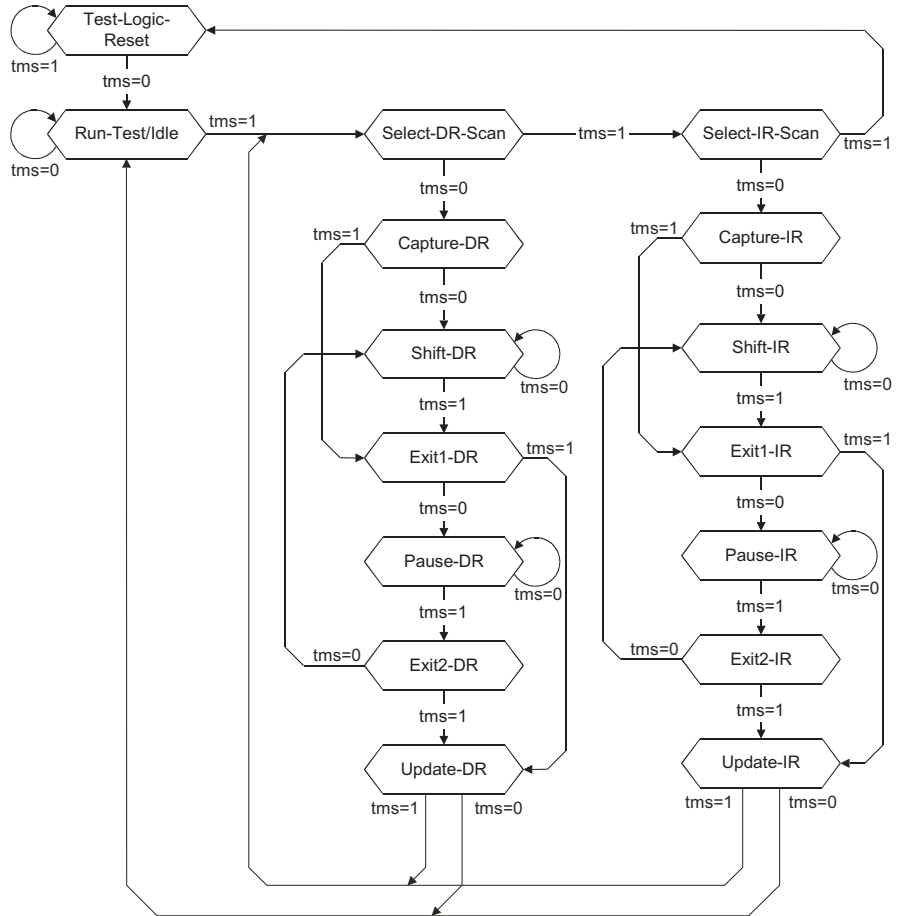 Test-Logic-
Reset
tms=1
tms=0
Run-Test/Idle
tms=1
Select-DR-Scan
tms=1
Select-IR-Scan
tms=1
tms=0
tms=0
tms=0
tms=1
Capture-DR
tms=1
Capture-IR
tms=0
tms=0
Shift-DR
Shift-IR
tms=0
tms=0
tms=1
tms=1
Exit1-DR
tms=1
Exit1-IR
tms=1
tms=0
tms=0
Pause-DR
Pause-IR
tms=0
tms=0
tms=1
tms=1
tms=0
Exit2-DR
tms=0
Exit2-IR
tms=1
tms=1
Update-DR
Update-IR
tms=1
tms=0
tms=1
tms=0